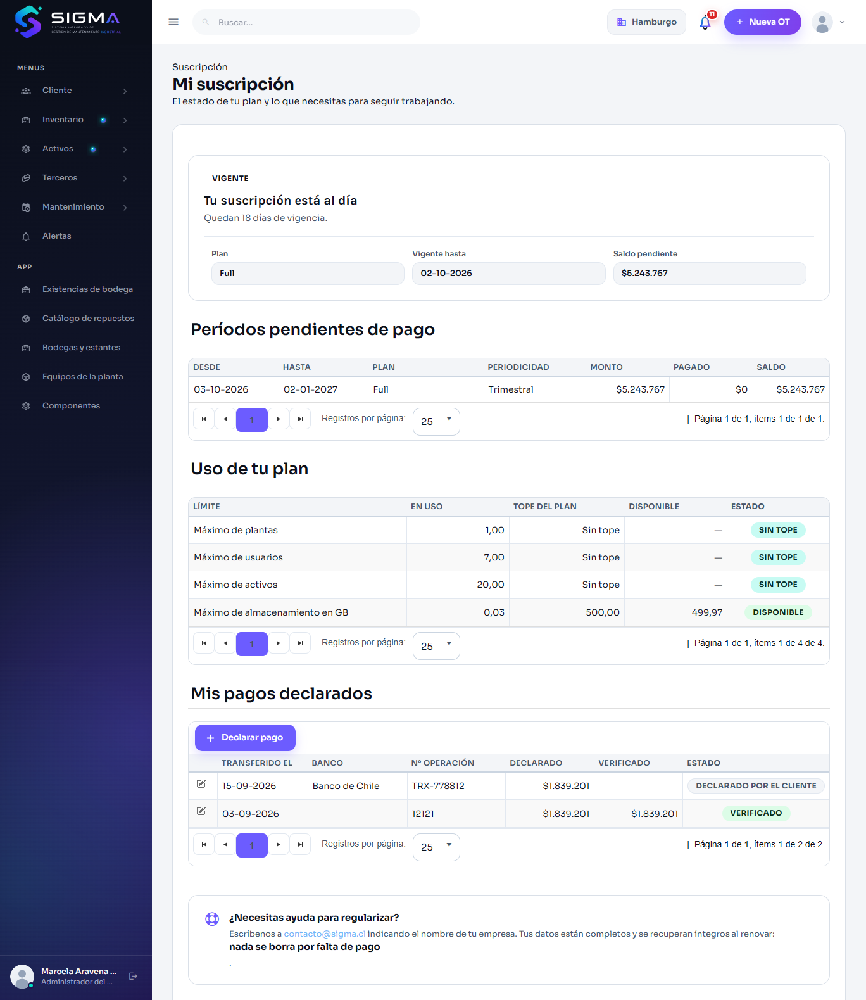 SIGMA
SISTEMA INTEGRADO DE
GESTIÓN DE MANTENIMIENTO INDUSTRIAL
Buscar...
Hamburgo
11
+ Nueva OT
MENUS
Cliente
Inventario
Activos
Terceros
Mantenimiento
Alertas
APP
Existencias de bodega
Catálogo de repuestos
Bodegas y estantes
Equipos de la planta
Componentes
Marcela Aravena ...
Administrador del ...
Suscripción
Mi suscripción
El estado de tu plan y lo que necesitas para seguir trabajando.
VIGENTE
Tu suscripción está al día
Quedan 18 días de vigencia.
Plan Vigente hasta Saldo pendiente
Full 02-10-2026 $5.243.767
Períodos pendientes de pago
DESDE HASTA PLAN PERIODICIDAD MONTO PAGADO SALDO
03-10-2026 02-01-2027 Full Trimestral $5.243.767 $0 $5.243.767
1 Registros por página: 25 | Página 1 de 1, ítems 1 de 1 de 1.
Uso de tu plan
LÍMITE EN USO TOPE DEL PLAN DISPONIBLE ESTADO
Máximo de plantas 1,00 Sin tope — SIN TOPE
Máximo de usuarios 7,00 Sin tope — SIN TOPE
Máximo de activos 20,00 Sin tope — SIN TOPE
Máximo de almacenamiento en GB 0,03 500,00 499,97 DISPONIBLE
1 Registros por página: 25 | Página 1 de 1, ítems 1 de 4 de 4.
Mis pagos declarados
+ Declarar pago
TRANSFERIDO EL BANCO N° OPERACIÓN DECLARADO VERIFICADO ESTADO
15-09-2026 Banco de Chile TRX-778812 $1.839.201 DECLARADO POR EL CLIENTE
03-09-2026 12121 $1.839.201 $1.839.201 VERIFICADO
1 Registros por página: 25 | Página 1 de 1, ítems 1 de 2 de 2.
¿Necesitas ayuda para regularizar?
Escríbenos a contacto@sigma.cl indicando el nombre de tu empresa. Tus datos están completos y se recuperan íntegros al renovar:
nada se borra por falta de pago
.